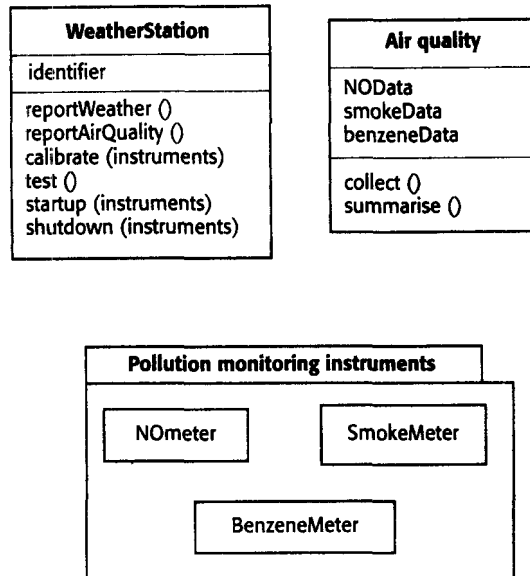 WeatherStation
identifier
reportWeather ()
reportAirQuality ()
calibrate (instruments)
test ()
startup (instruments)
shutdown (instruments)
Air quality
NOData
smokeData
benzeneData
collect ()
summarise ()
Pollution monitoring instruments
NOmeter
SmokeMeter
BenzeneMeter